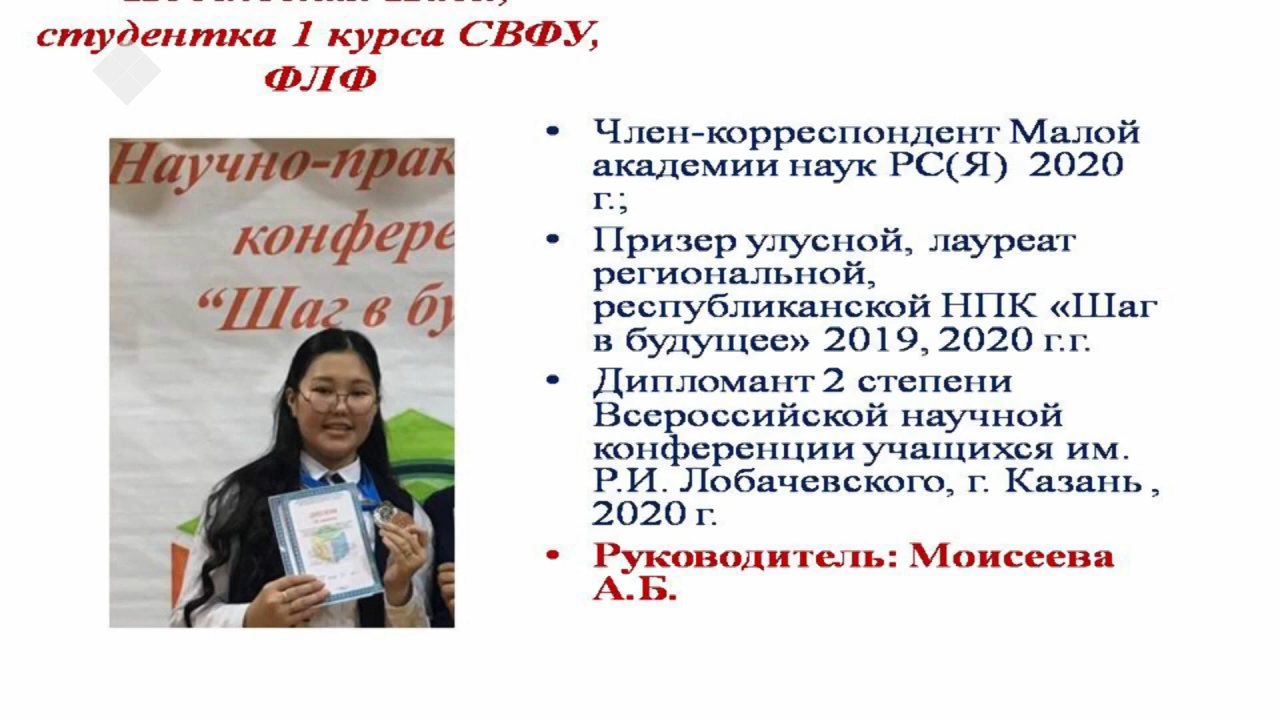 студентка 1 курса СВФУ,
ФЛФ
Научно-прак
конфере
“Шаг в бу
• Член-корреспондент Малой
академии наук РС(Я) 2020
г.;
• Призер улусной, лауреат
региональной,
республиканской НПК «Шаг
в будущее» 2019, 2020 г.г.
• Дипломант 2 степени
Всероссийской научной
конференции учащихся им.
Р.И. Лобачевского, г. Казань ,
2020 г.
• Руководитель: Моисеева
А.Б.